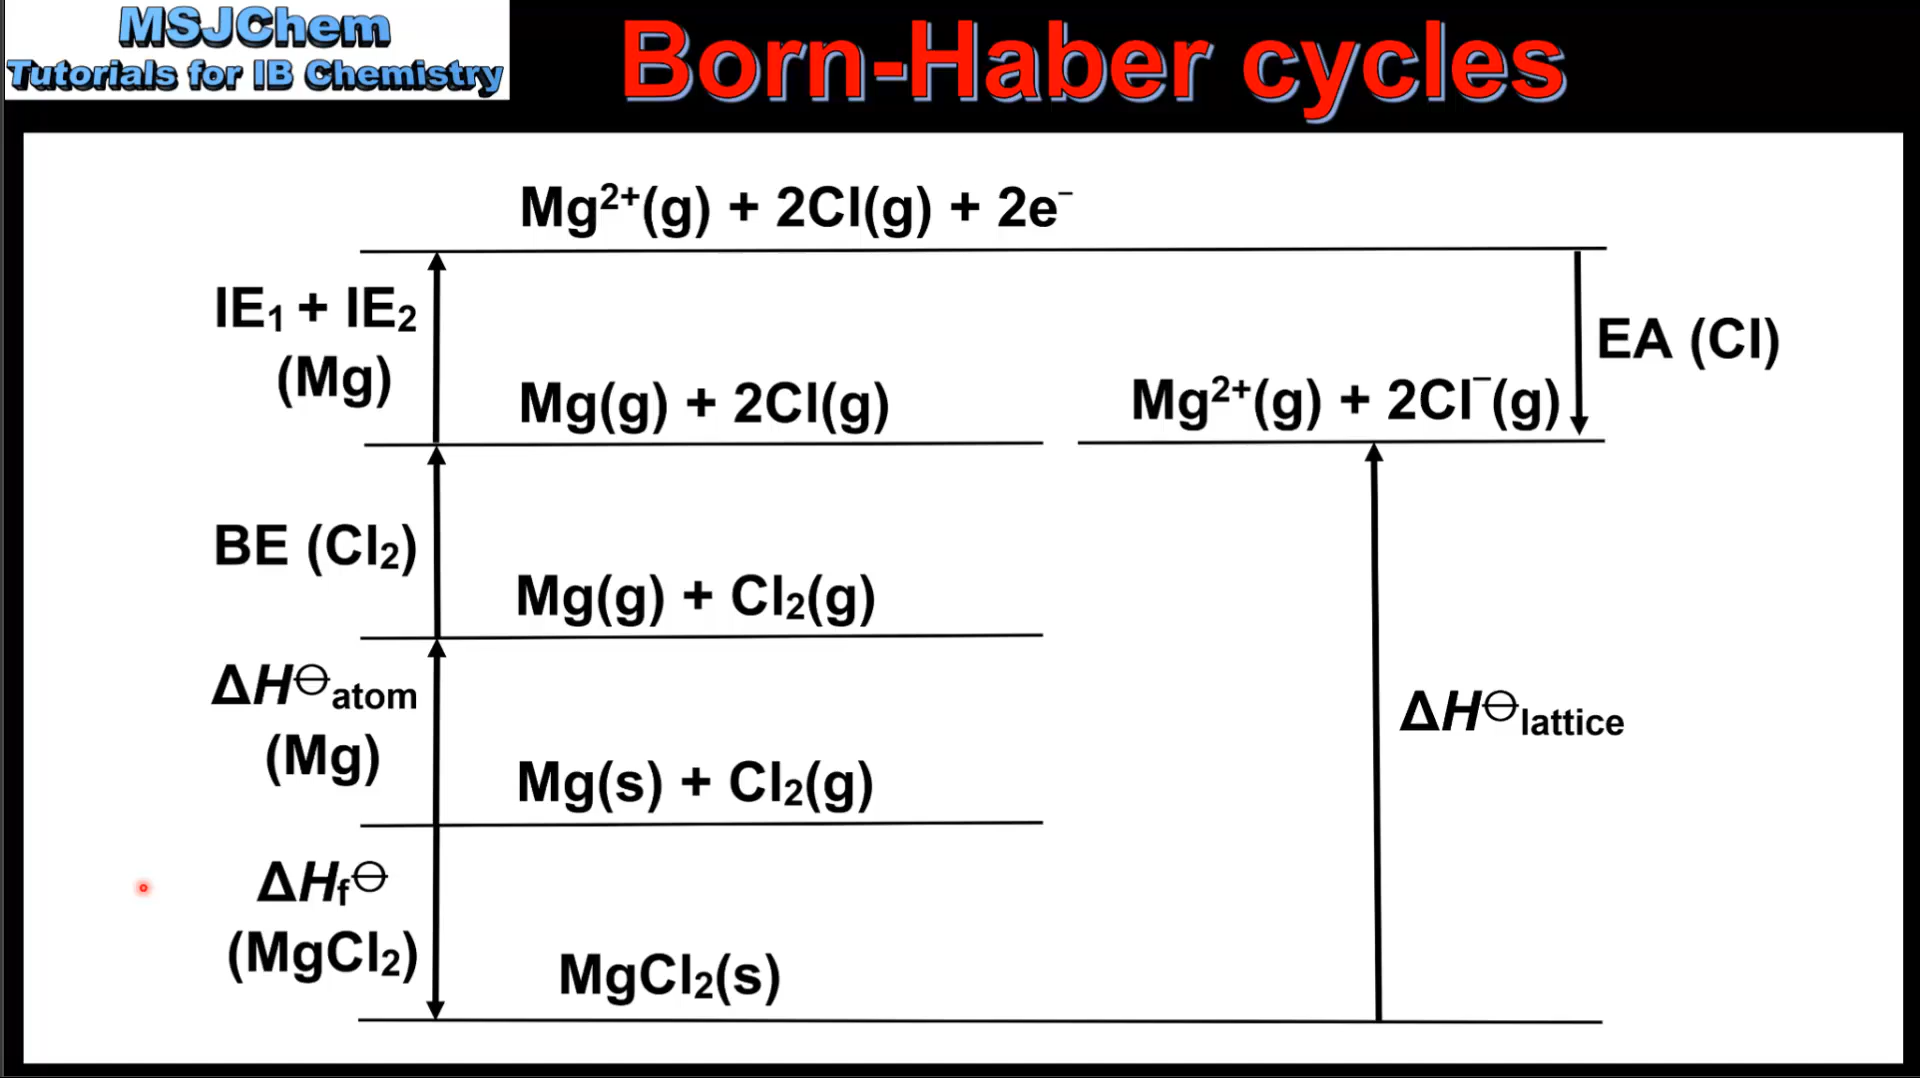 MSJChem
Tutorials for IB Chemistry
Born-Haber cycles
Mg²⁺(g) + 2Cl(g) + 2e⁻
IE₁ + IE₂
(Mg)
EA (Cl)
Mg(g) + 2Cl(g)
Mg²⁺(g) + 2Cl⁻(g)
BE (Cl₂)
Mg(g) + Cl₂(g)
ΔH⦵atom
(Mg)
ΔH⦵lattice
Mg(s) + Cl₂(g)
ΔHf⦵
(MgCl₂)
MgCl₂(s)